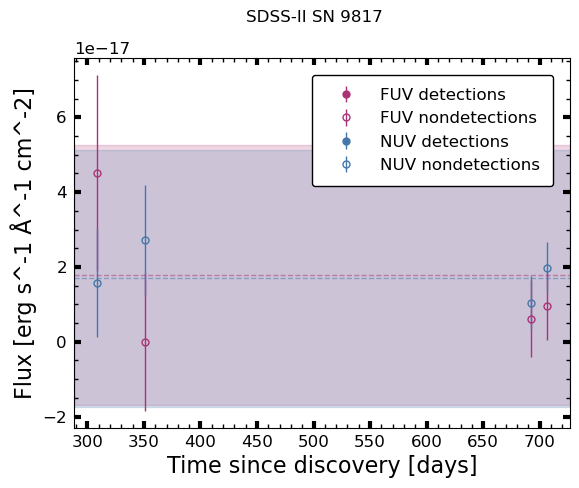 SDSS-II SN 9817
1e−17
FUV detections
FUV nondetections
NUV detections
NUV nondetections
6
4
2
0
−2
Flux [erg s^-1 Å^-1 cm^-2]
300 350 400 450 500 550 600 650 700
Time since discovery [days]